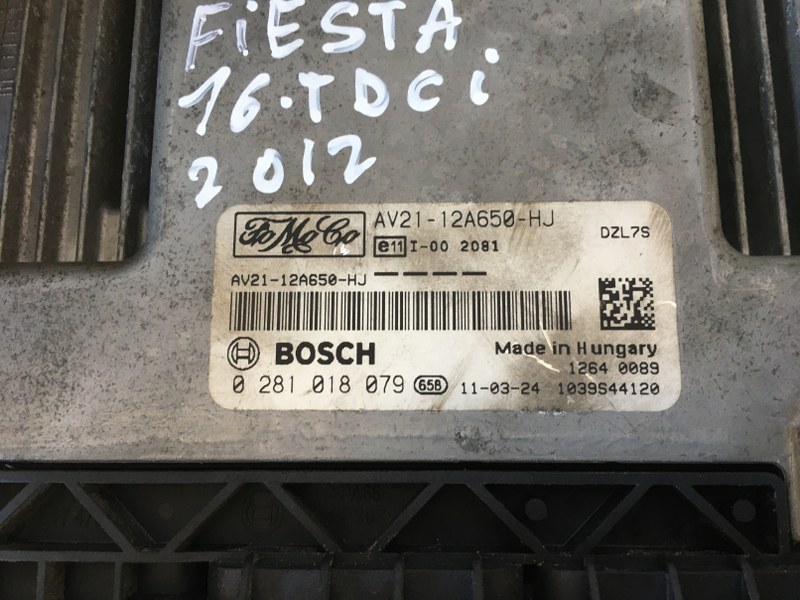 FiESTA
16.TDCi
2012
FoMoCo AV21-12A650-HJ
e11 I-00 2081
DZL7S
AV21-12A650-HJ — — — —
BOSCH
Made in Hungary
1264 0089
0 281 018 079 658 11-03-24 1039S44120